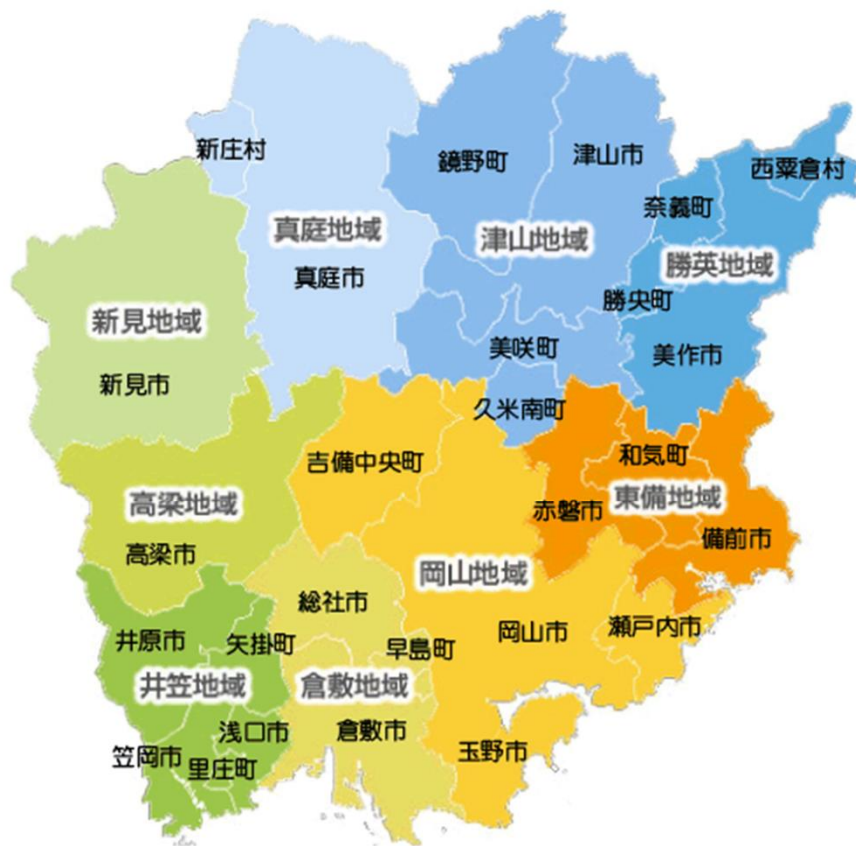 新庄村
鏡野町
津山市
西粟倉村
奈義町
真庭地域
津山地域
勝英地域
真庭市
勝央町
新見地域
美咲町
美作市
新見市
久米南町
吉備中央町
和気町
高梁地域
東備地域
赤磐市
備前市
高梁市
岡山地域
総社市
瀬戸内市
岡山市
井原市
矢掛町
早島町
井笠地域
倉敷地域
浅口市
倉敷市
笠岡市
玉野市
里庄町